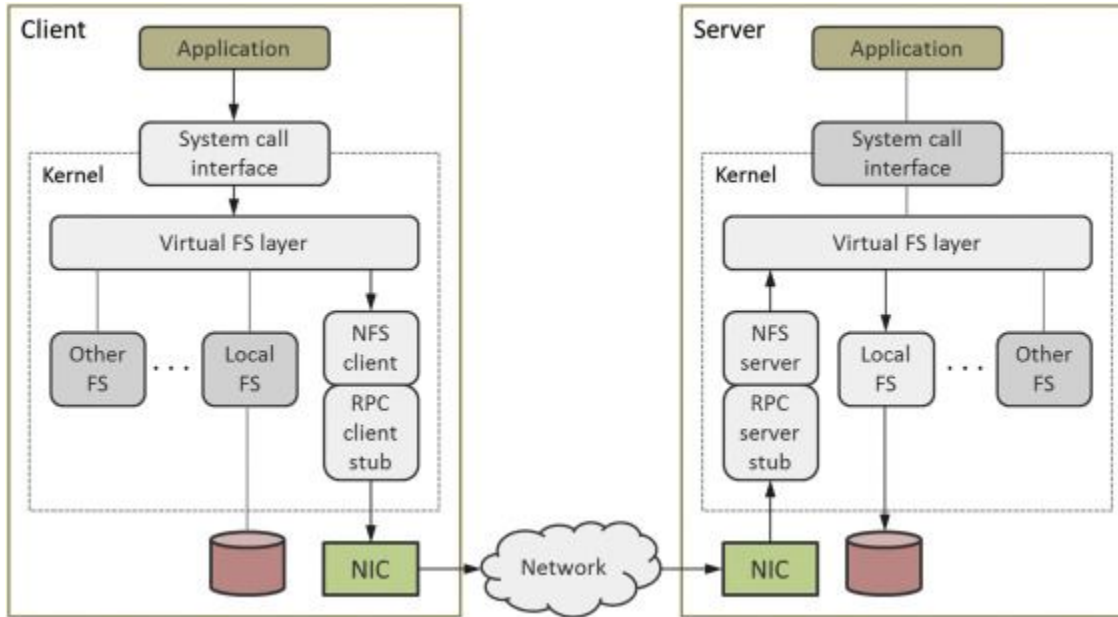 Client
Application
System call
interface
Kernel
Virtual FS layer
Other
FS
. . .
Local
FS
NFS
client
RPC
client
stub
NIC
Network
Server
Application
System call
interface
Kernel
Virtual FS layer
NFS
server
RPC
server
stub
Local
FS
. . .
Other
FS
NIC